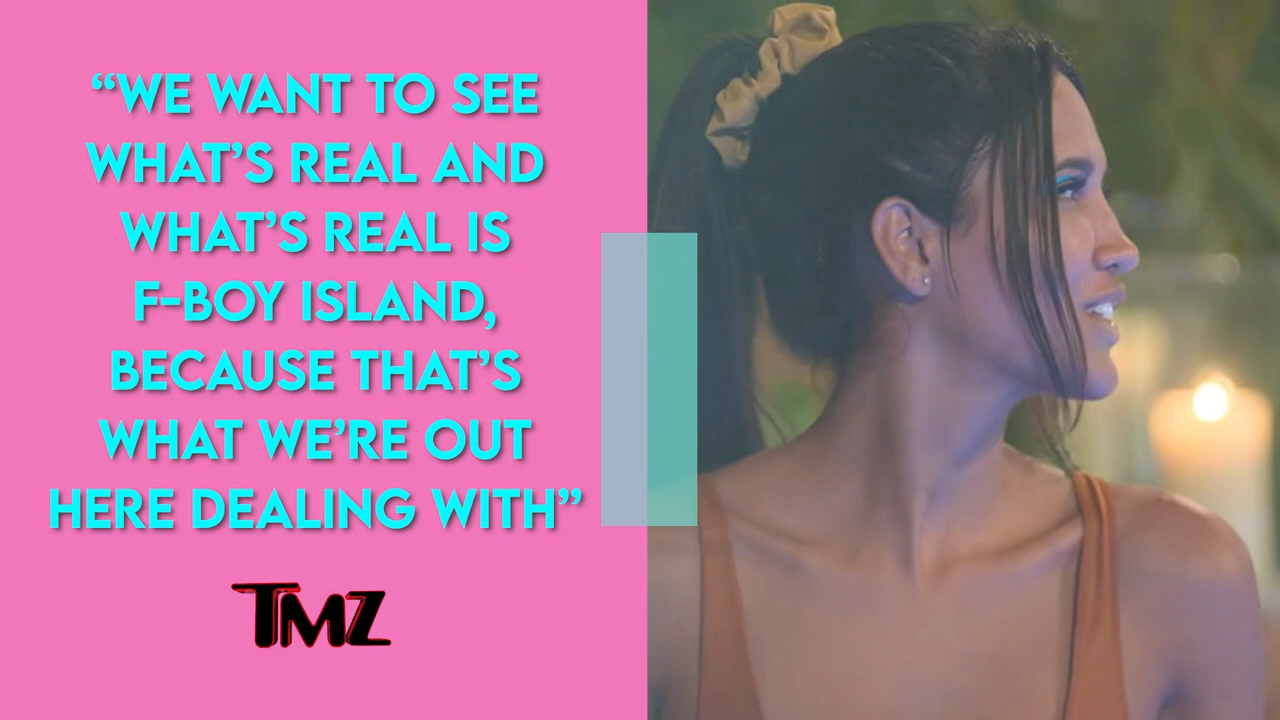 “WE WANT TO SEE
WHAT’S REAL AND
WHAT’S REAL IS
F-BOY ISLAND,
BECAUSE THAT’S
WHAT WE’RE OUT
HERE DEALING WITH”
TMZ